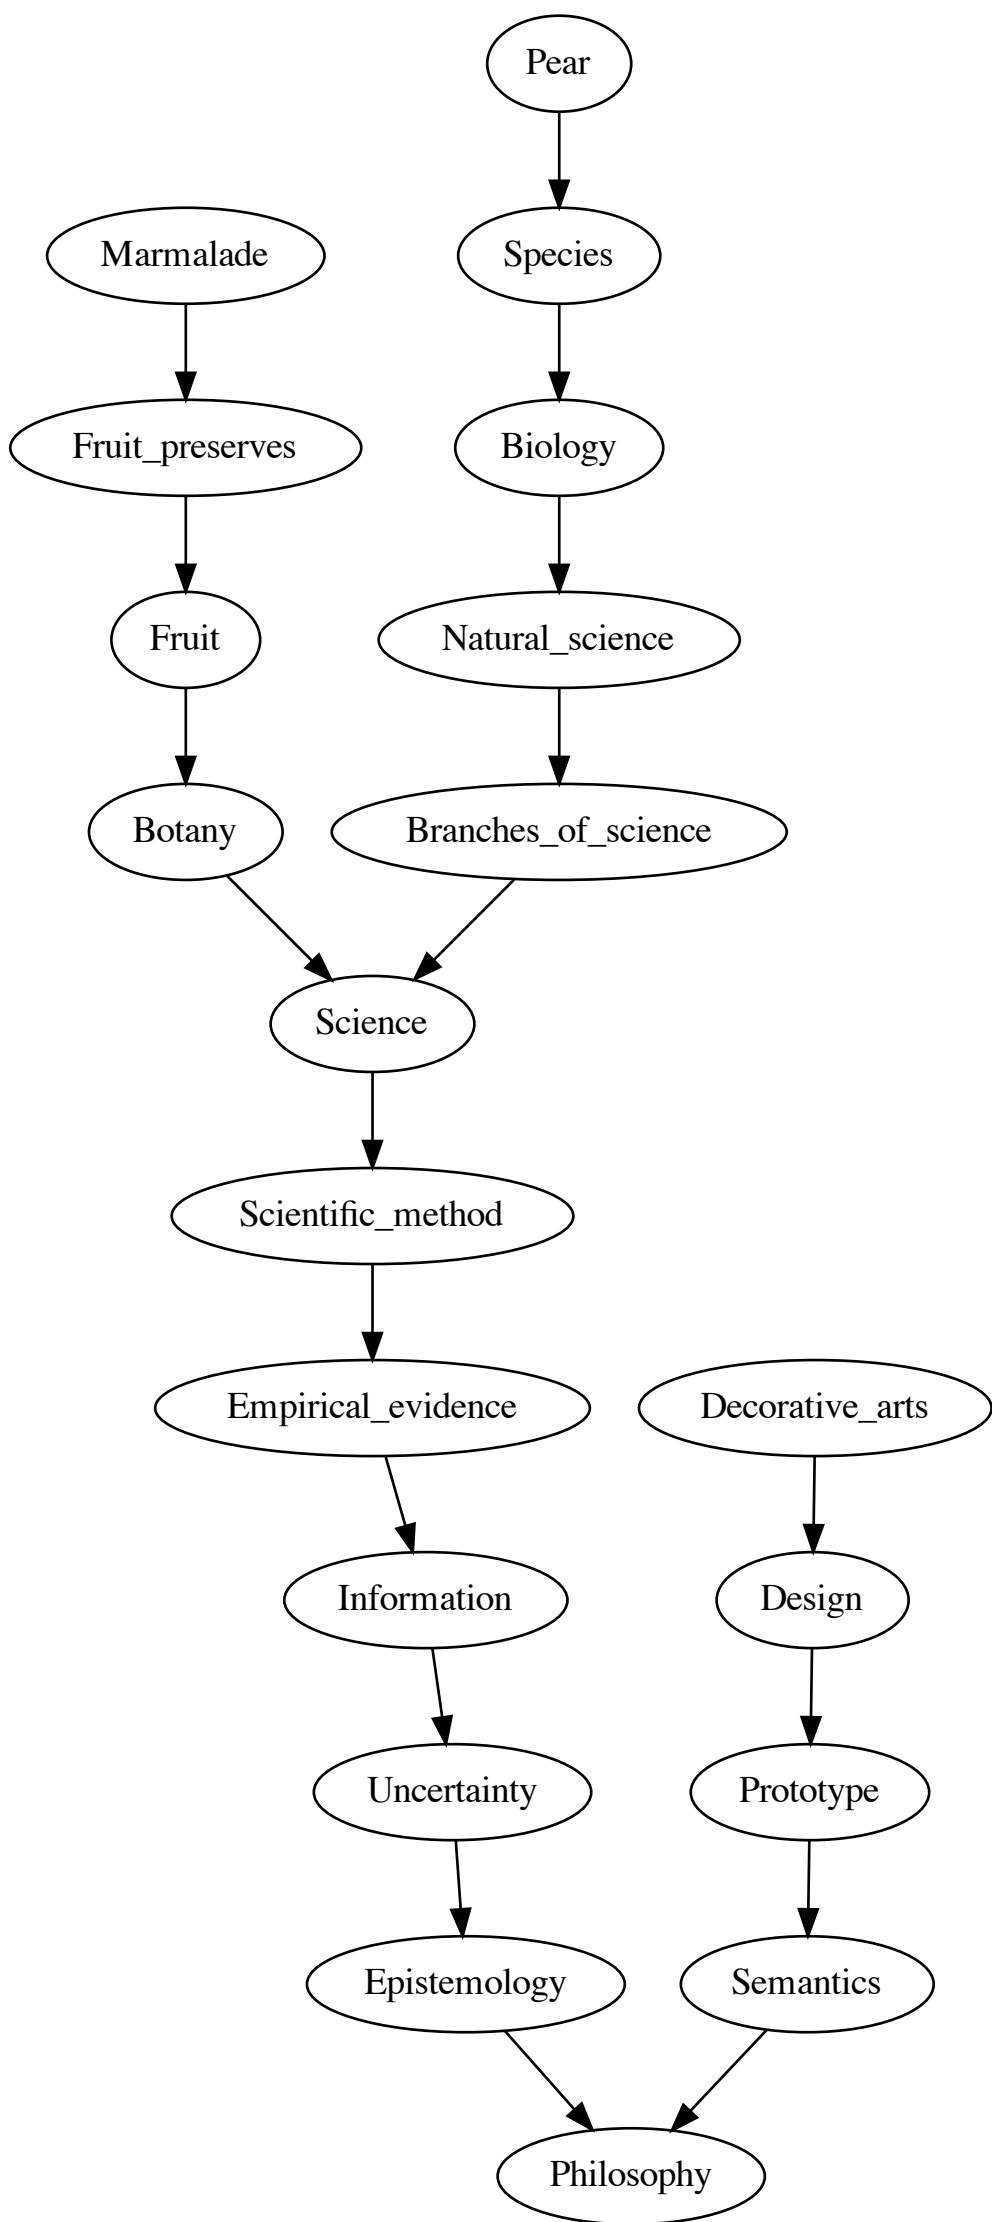 Pear
Marmalade
Species
Fruit_preserves
Biology
Fruit
Natural_science
Botany
Branches_of_science
Science
Scientific_method
Empirical_evidence
Decorative_arts
Information
Design
Uncertainty
Prototype
Epistemology
Semantics
Philosophy